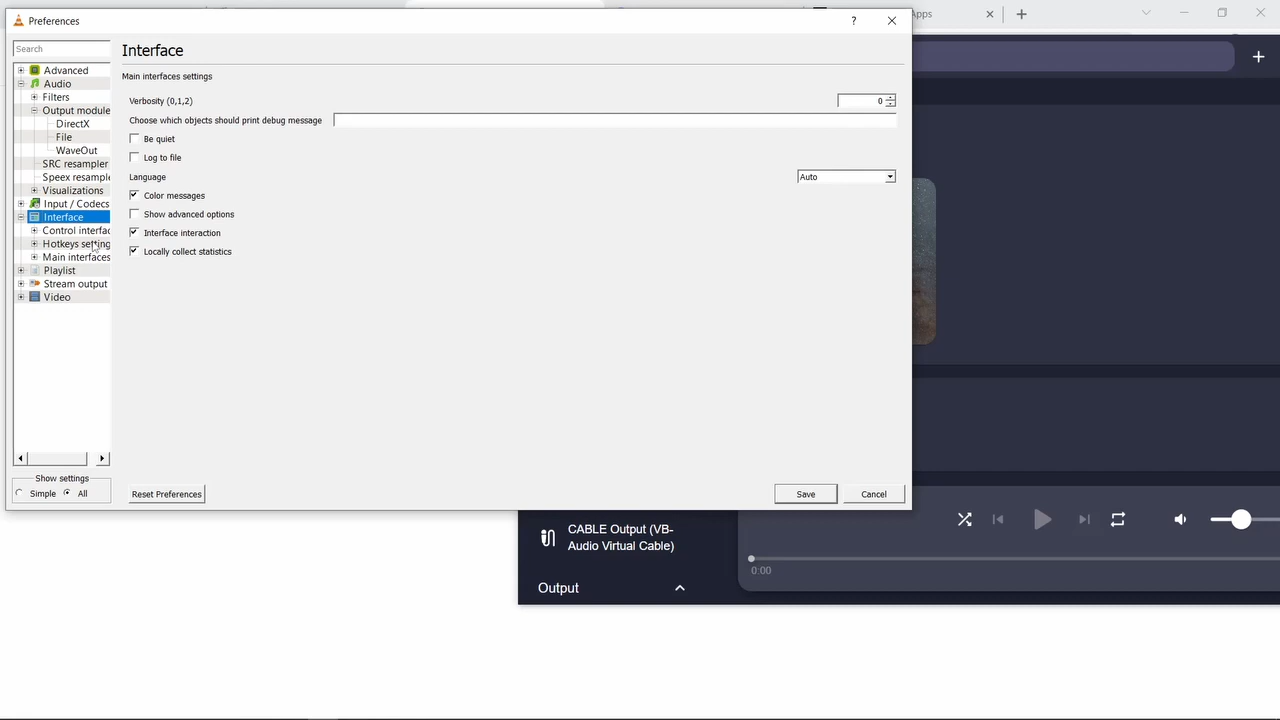 Preferences
?
Apps
Search
Interface
Advanced
Audio
Filters
Output module
DirectX
File
WaveOut
SRC resampler
Speex resample
Visualizations
Input / Codecs
Interface
Control interfac
Hotkeys setting
Main interfaces
Playlist
Stream output
Video
Main interfaces settings
Verbosity (0,1,2)
0
Choose which objects should print debug message
Be quiet
Log to file
Language
Auto
Color messages
Show advanced options
Interface interaction
Locally collect statistics
Show settings
Simple
All
Reset Preferences
Save
Cancel
CABLE Output (VB-
Audio Virtual Cable)
Output
0:00